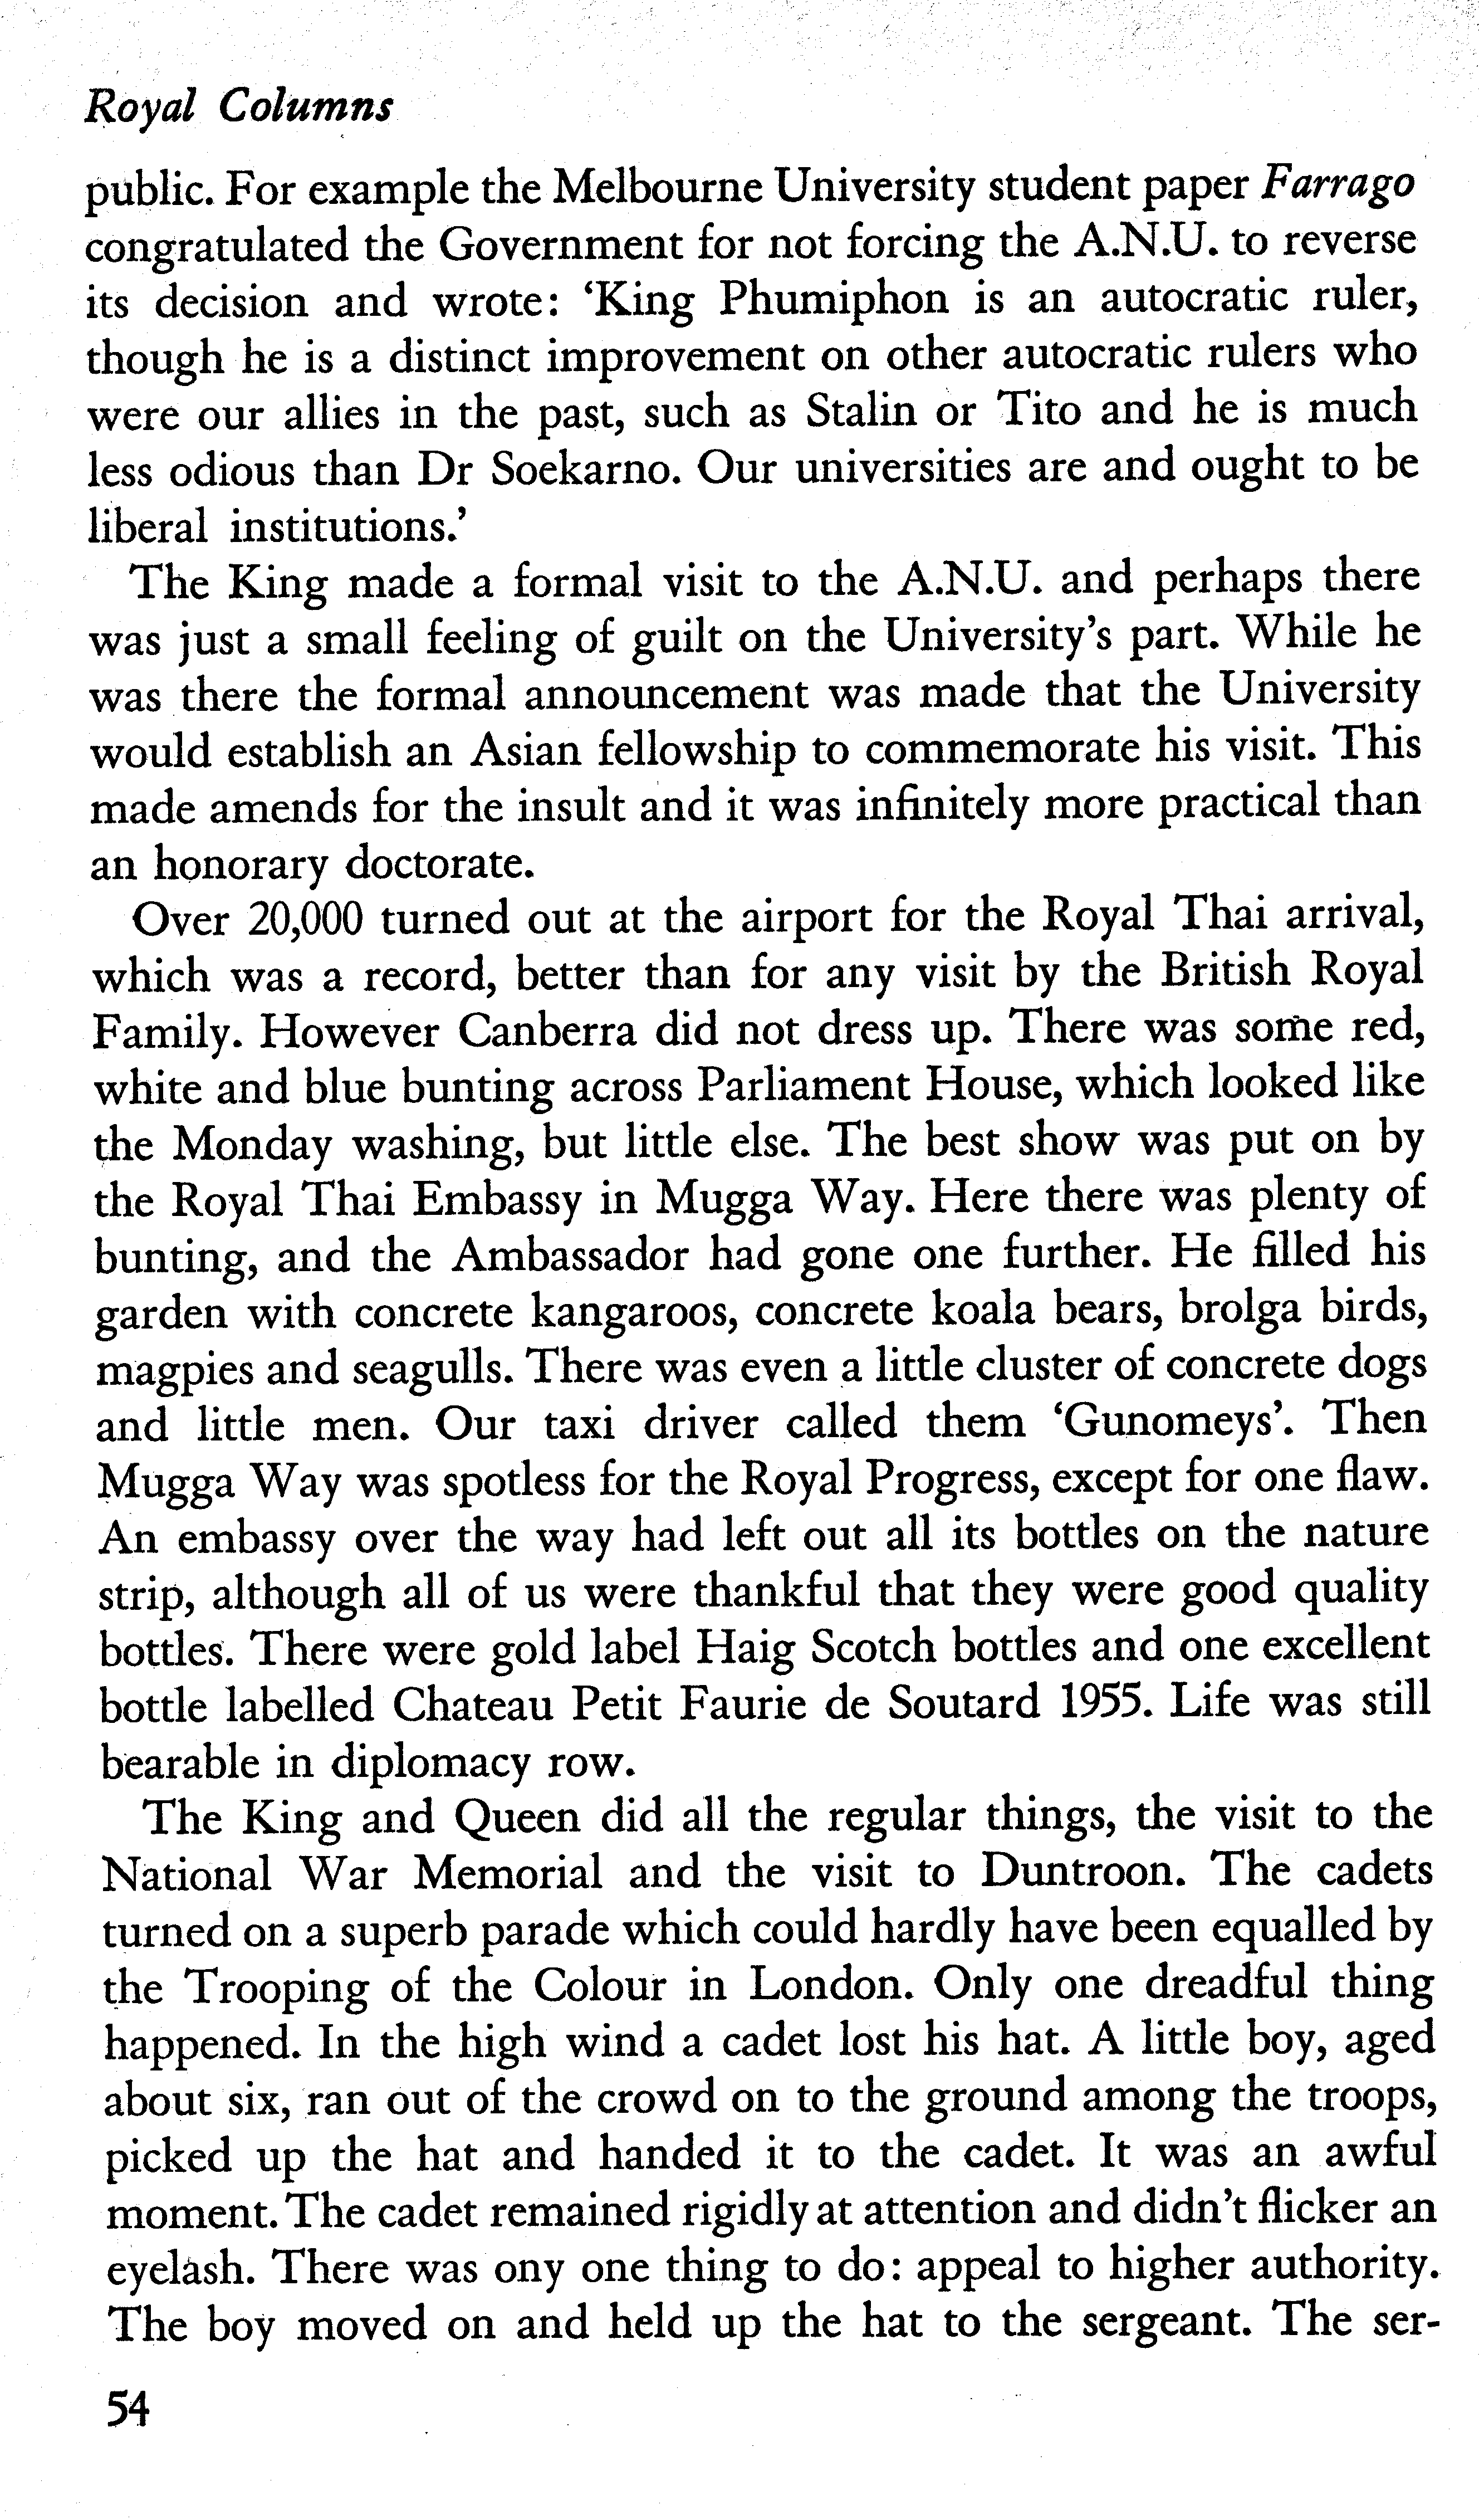 Royal Columns
public. For example the Melbourne University student paper Farrago
congratulated the Government for not forcing the A.N.U. to reverse
its decision and wrote: ‘King Phumiphon is an autocratic ruler,
though he is a distinct improvement on other autocratic rulers who
were our allies in the past, such as Stalin or Tito and he is much
less odious than Dr Soekarno. Our universities are and ought to be
liberal institutions.’
The King made a formal visit to the A.N.U. and perhaps there
was just a small feeling of guilt on the University’s part. While he
was there the formal announcement was made that the University
would establish an Asian fellowship to commemorate his visit. This
made amends for the insult and it was infinitely more practical than
an honorary doctorate.
Over 20,000 turned out at the airport for the Royal Thai arrival,
which was a record, better than for any visit by the British Royal
Family. However Canberra did not dress up. There was some red,
white and blue bunting across Parliament House, which looked like
the Monday washing, but little else. The best show was put on by
the Royal Thai Embassy in Mugga Way. Here there was plenty of
bunting, and the Ambassador had gone one further. He filled his
garden with concrete kangaroos, concrete koala bears, brolga birds,
magpies and seagulls. There was even a little cluster of concrete dogs
and little men. Our taxi driver called them ‘Gunomeys’. Then
Mugga Way was spotless for the Royal Progress, except for one flaw.
An embassy over the way had left out all its bottles on the nature
strip, although all of us were thankful that they were good quality
bottles. There were gold label Haig Scotch bottles and one excellent
bottle labelled Chateau Petit Faurie de Soutard 1955. Life was still
bearable in diplomacy row.
The King and Queen did all the regular things, the visit to the
National War Memorial and the visit to Duntroon. The cadets
turned on a superb parade which could hardly have been equalled by
the Trooping of the Colour in London. Only one dreadful thing
happened. In the high wind a cadet lost his hat. A little boy, aged
about six, ran out of the crowd on to the ground among the troops,
picked up the hat and handed it to the cadet. It was an awful
moment. The cadet remained rigidly at attention and didn’t flicker an
eyelash. There was ony one thing to do: appeal to higher authority.
The boy moved on and held up the hat to the sergeant. The ser-
54